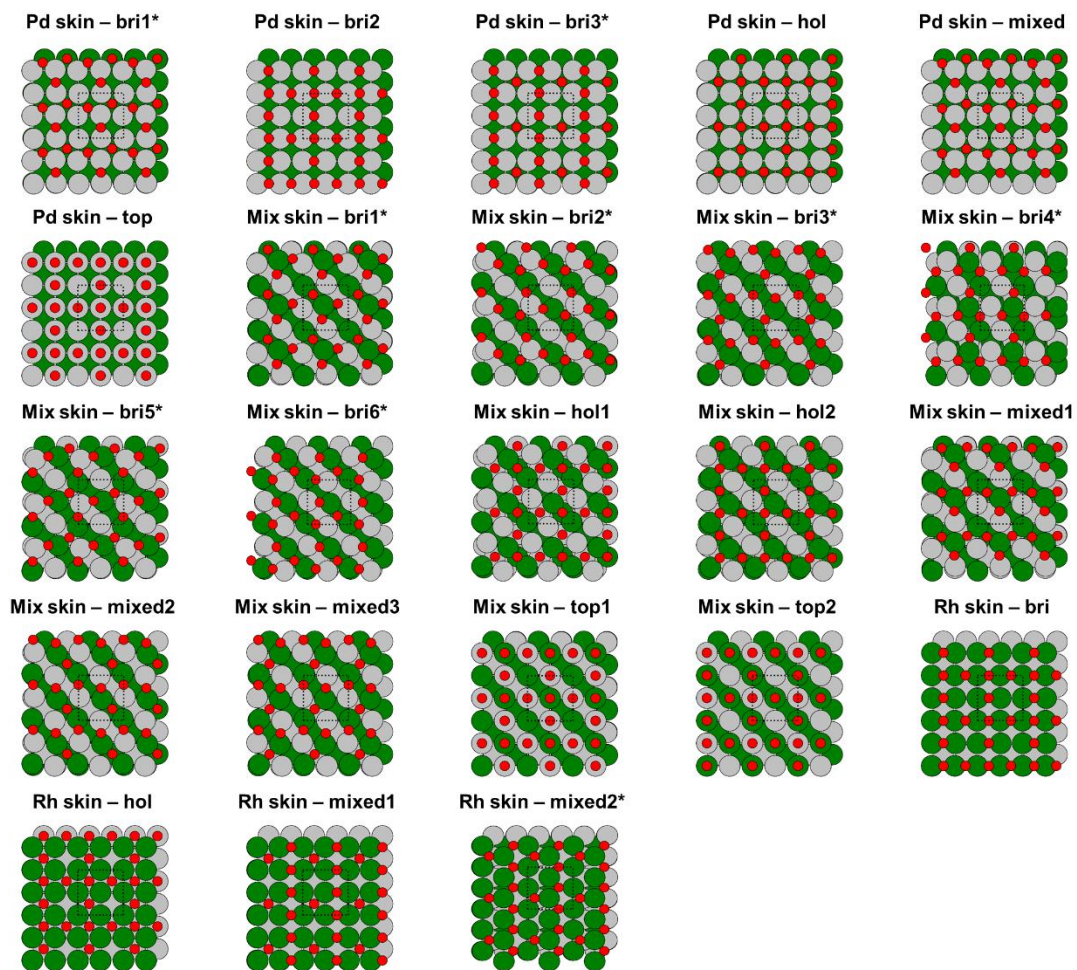 Pd skin – bri1* Pd skin – bri2 Pd skin – bri3* Pd skin – hol Pd skin – mixed
Pd skin – top Mix skin – bri1* Mix skin – bri2* Mix skin – bri3* Mix skin – bri4*
Mix skin – bri5* Mix skin – bri6* Mix skin – hol1 Mix skin – hol2 Mix skin – mixed1
Mix skin – mixed2 Mix skin – mixed3 Mix skin – top1 Mix skin – top2 Rh skin – bri
Rh skin – hol Rh skin – mixed1 Rh skin – mixed2*